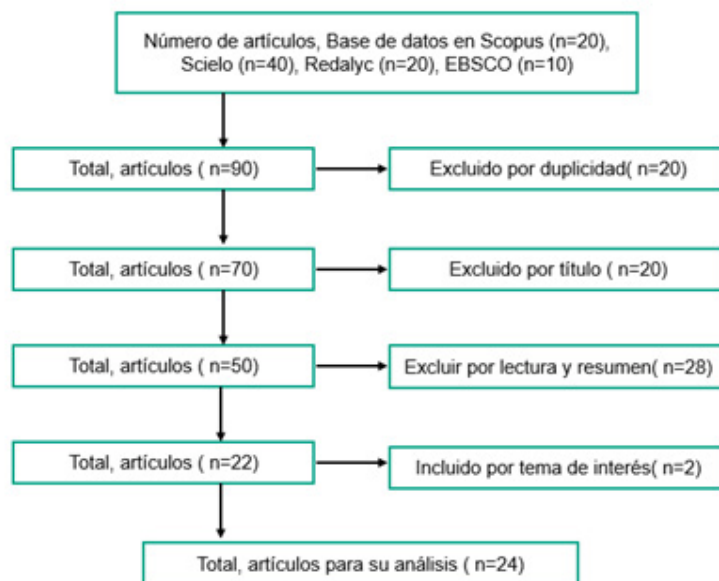 Número de artículos, Base de datos en Scopus (n=20),
Scielo (n=40), Redalyc (n=20), EBSCO (n=10)
Total, artículos ( n=90)
Excluido por duplicidad( n=20)
Total, artículos ( n=70)
Excluido por título ( n=20)
Total, artículos ( n=50)
Excluir por lectura y resumen( n=28)
Total, artículos ( n=22)
Incluido por tema de interés( n=2)
Total, artículos para su análisis ( n=24)